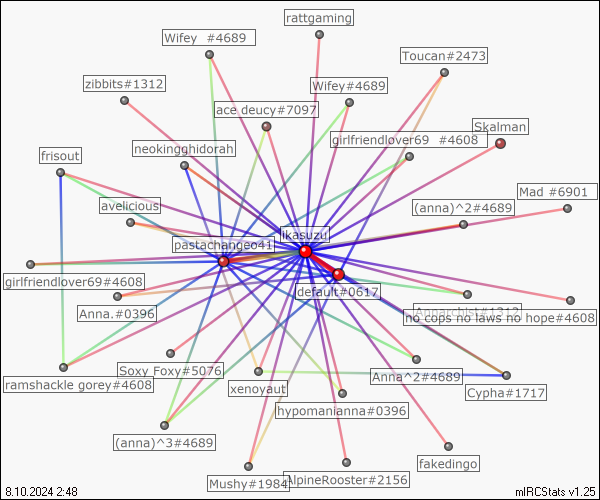 rattgaming
Wifey  #4689
Toucan#2473
zibbits#1312
Wifey#4689
ace deucy#7097
Skalman
girlfriendlover69  #4608
neokingghidorah
frisout
Mad #6901
avelicious
(anna)^2#4689
ikasuzu
pastachangeo41
girlfriendlover69#4608
default#0617
Anna.#0396
Anparchist#1312
no cops no laws no hope#4608
Soxy Foxy#5076
Anna^2#4689
ramshackle gorey#4608
xenoyaut
Cypha#1717
hypomanianna#0396
(anna)^3#4689
fakedingo
AlpineRooster#2156
Mushy#1984
8.10.2024 2:48
mIRCStats v1.25